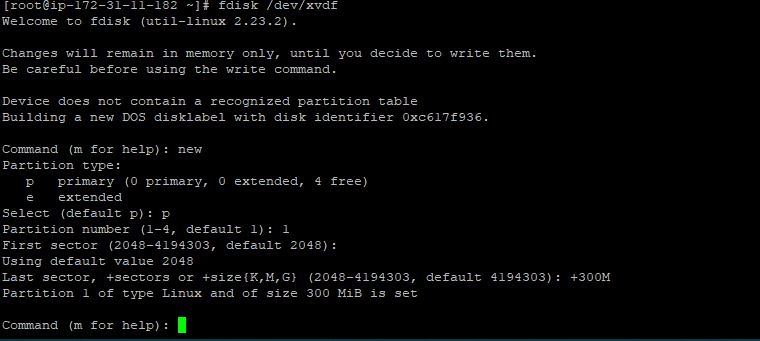 [root@ip-172-31-11-182 ~]# fdisk /dev/xvdf
Welcome to fdisk (util-linux 2.23.2).
Changes will remain in memory only, until you decide to write them.
Be careful before using the write command.
Device does not contain a recognized partition table
Building a new DOS disklabel with disk identifier 0xc617f936.
Command (m for help): new
Partition type:
   p   primary (0 primary, 0 extended, 4 free)
   e   extended
Select (default p): p
Partition number (1-4, default 1): 1
First sector (2048-4194303, default 2048):
Using default value 2048
Last sector, +sectors or +size{K,M,G} (2048-4194303, default 4194303): +300M
Partition 1 of type Linux and of size 300 MiB is set
Command (m for help):